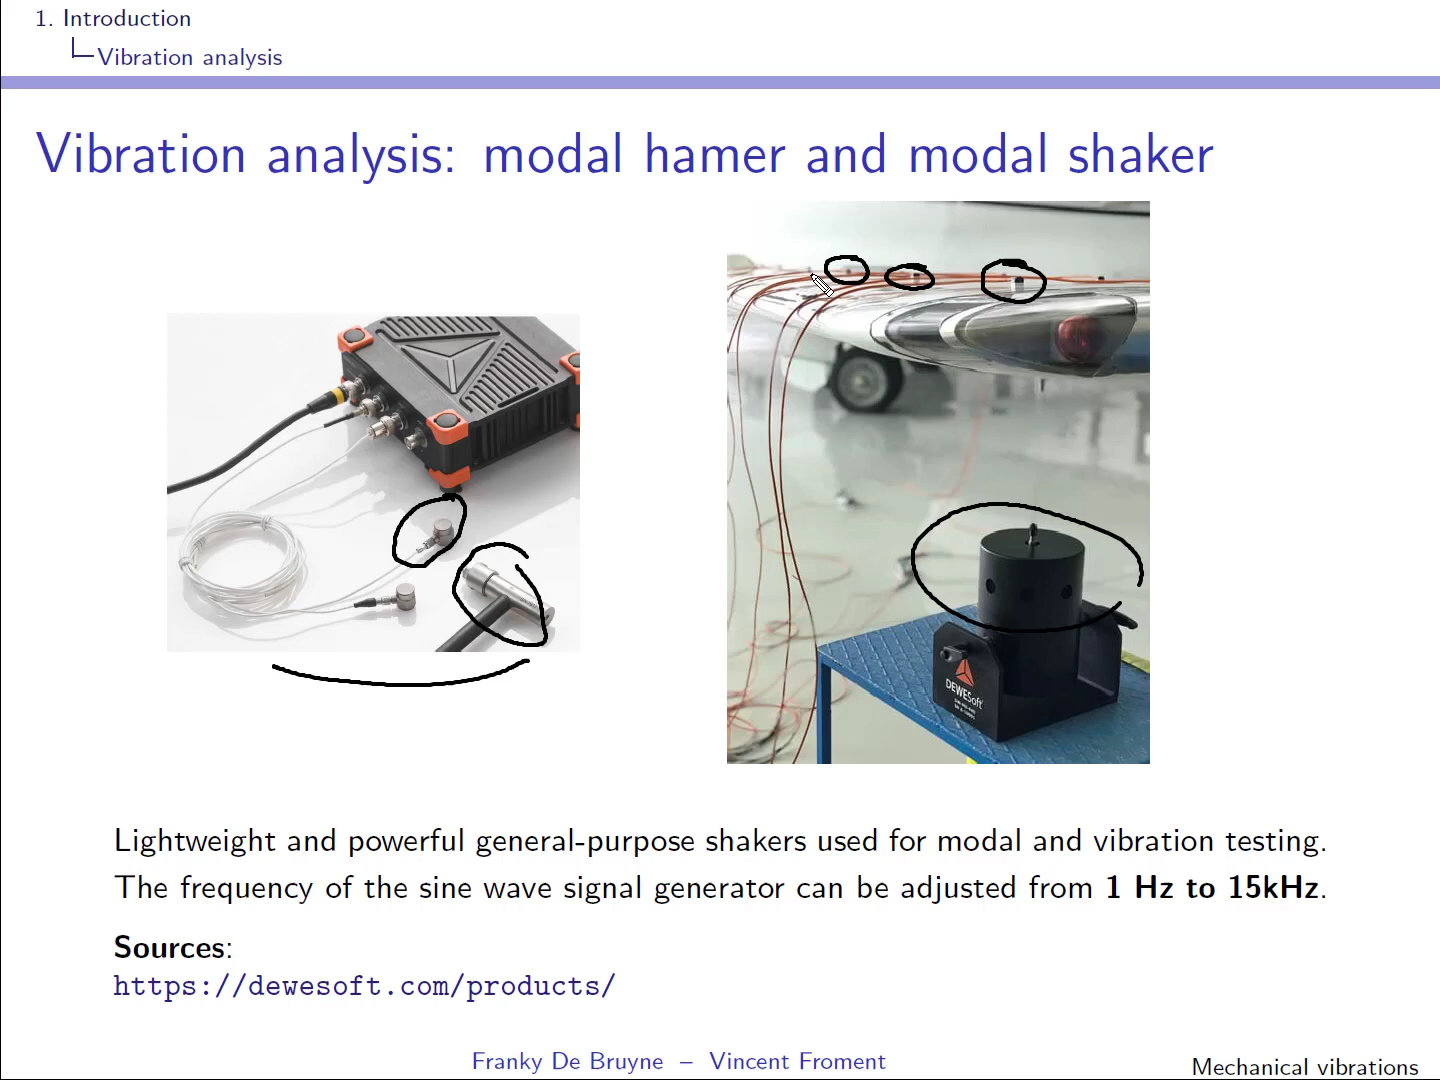 1. Introduction
Vibration analysis
Vibration analysis: modal hamer and modal shaker
DEWESoft
Lightweight and powerful general-purpose shakers used for modal and vibration testing.
The frequency of the sine wave signal generator can be adjusted from 1 Hz to 15kHz.
Sources:
https://dewesoft.com/products/
Franky De Bruyne – Vincent Froment
Mechanical vibrations